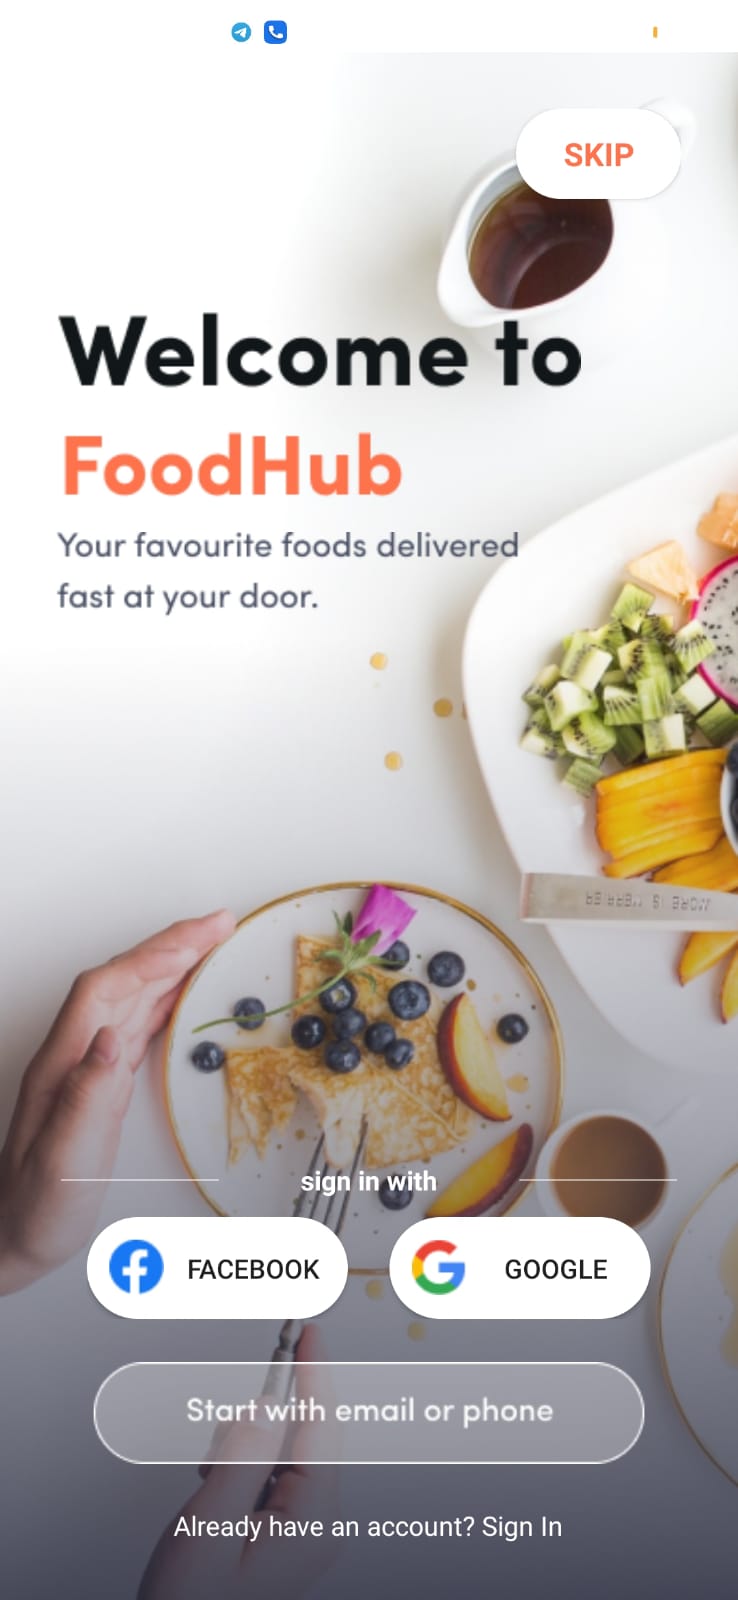 SKIP
Welcome to
FoodHub
Your favourite foods delivered
fast at your door.
sign in with
FACEBOOK
GOOGLE
Start with email or phone
Already have an account? Sign In